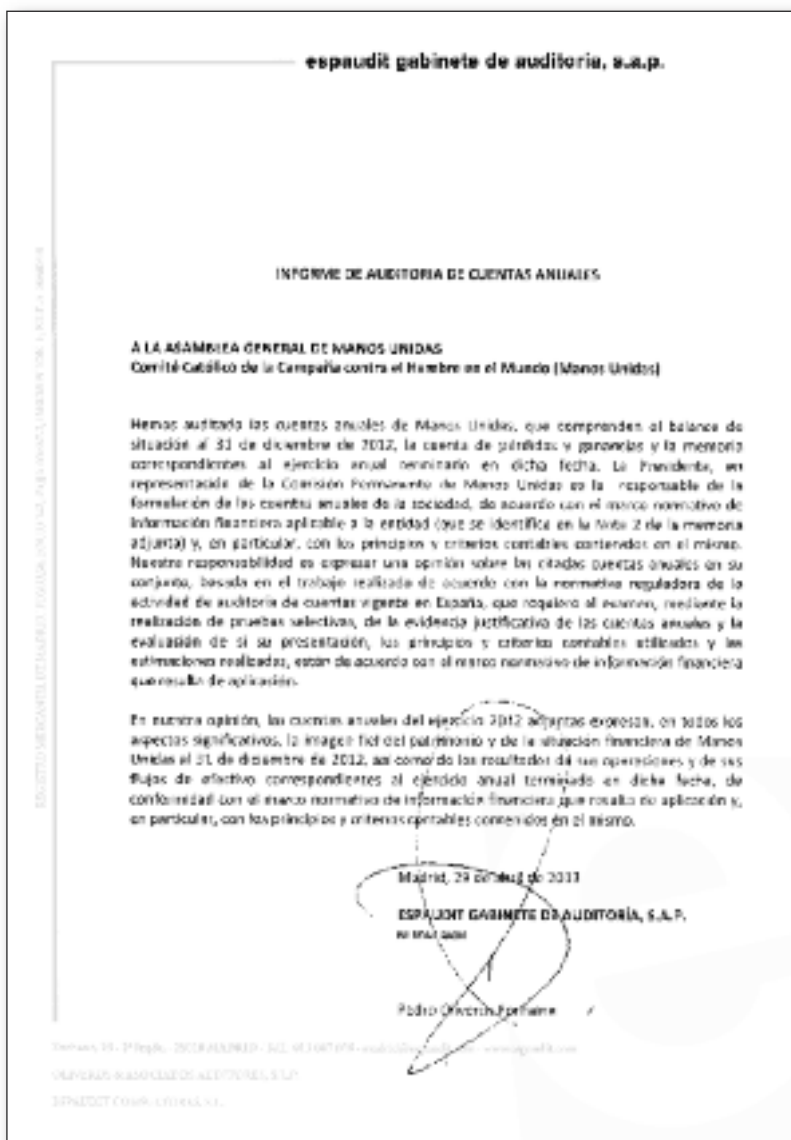 espaudit gabinete de auditoría, s.a.p.
INFORME DE AUDITORIA DE CUENTAS ANUALES
A LA ASAMBLEA GENERAL DE MANOS UNIDAS
Comité Católico de la Campaña contra el Hambre en el Mundo (Manos Unidas)
Hemos auditado las cuentas anuales de Manos Unidas, que comprenden el balance de
situación al 31 de diciembre de 2012, la cuenta de pérdidas y ganancias y la memoria
correspondientes al ejercicio anual terminado en dicha fecha. La Presidente, en
representación de la Comisión Permanente de Manos Unidas es la responsable de la
formulación de las cuentas anuales de la sociedad, de acuerdo con el marco normativo de
información financiera aplicable a la entidad (que se identifica en la Nota 2 de la memoria
adjunta) y, en particular, con los principios y criterios contables contenidos en el mismo.
Nuestra responsabilidad es expresar una opinión sobre las citadas cuentas anuales en su
conjunto, basada en el trabajo realizado de acuerdo con la normativa reguladora de la
actividad de auditoría de cuentas vigente en España, que requiere el examen, mediante la
realización de pruebas selectivas, de la evidencia justificativa de las cuentas anuales y la
evaluación de si su presentación, los principios y criterios contables utilizados y las
estimaciones realizadas, están de acuerdo con el marco normativo de información financiera
que resulta de aplicación.
En nuestra opinión, las cuentas anuales del ejercicio 2012 adjuntas expresan, en todos los
aspectos significativos, la imagen fiel del patrimonio y de la situación financiera de Manos
Unidas al 31 de diciembre de 2012, así como de los resultados de sus operaciones y de sus
flujos de efectivo correspondientes al ejercicio anual terminado en dicha fecha, de
conformidad con el marco normativo de información financiera que resulta de aplicación y,
en particular, con los principios y criterios contables contenidos en el mismo.
Madrid, 29 de abril de 2013
ESPAUDIT GABINETE DE AUDITORÍA, S.A.P.
Pedro